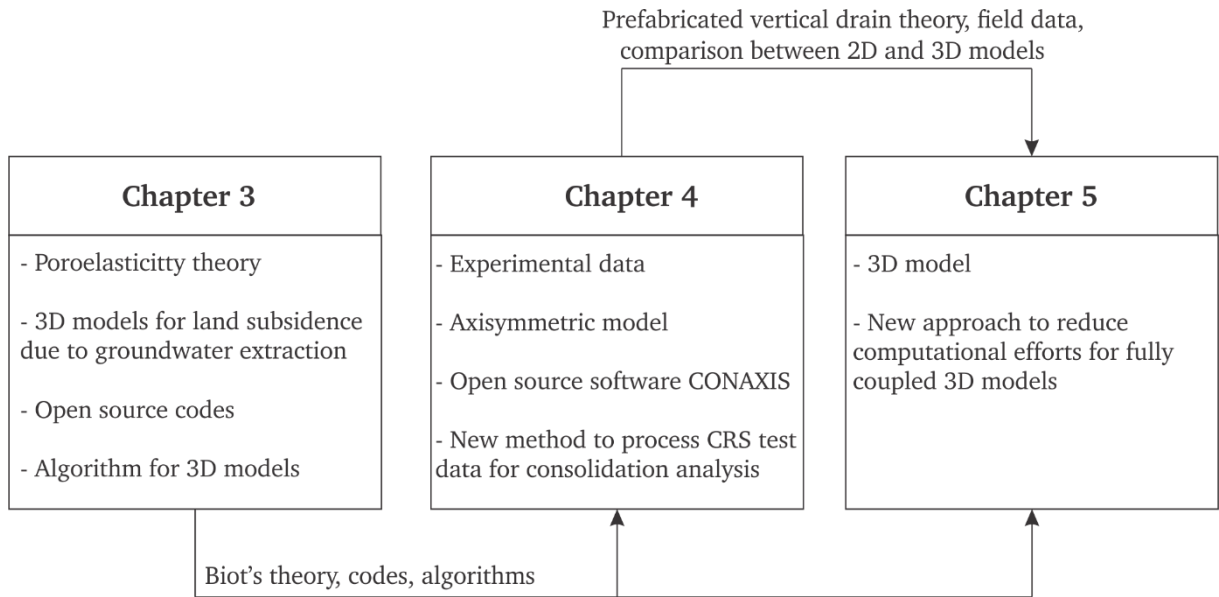 Prefabricated vertical drain theory, field data,
comparison between 2D and 3D models
Chapter 3
- Poroelasticitty theory
- 3D models for land subsidence
due to groundwater extraction
- Open source codes
- Algorithm for 3D models
Chapter 4
- Experimental data
- Axisymmetric model
- Open source software CONAXIS
- New method to process CRS test
data for consolidation analysis
Chapter 5
- 3D model
- New approach to reduce
computational efforts for fully
coupled 3D models
Biot's theory, codes, algorithms